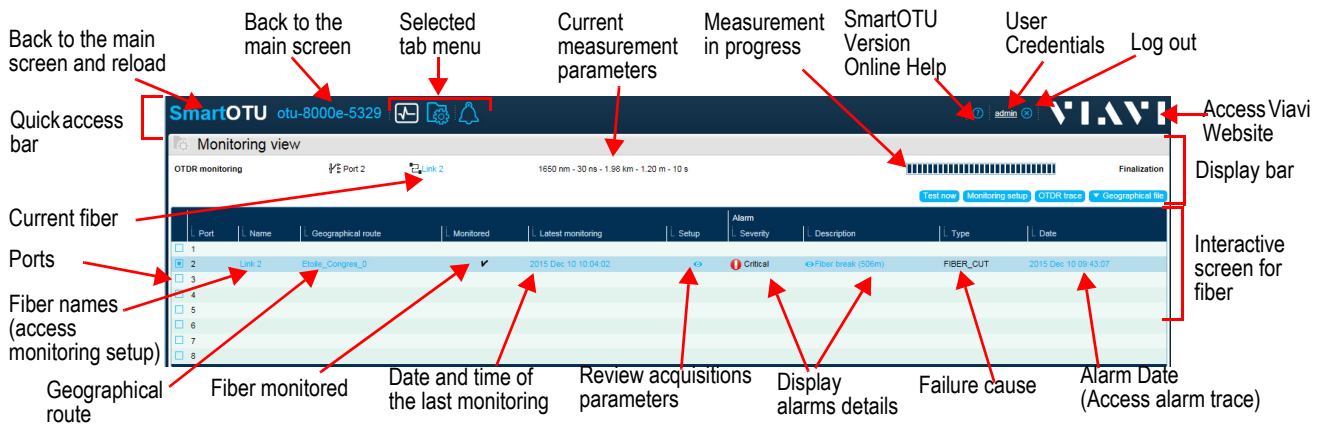 Back to the main
screen and reload
Back to the
main screen
Selected
tab menu
Current
measurement
parameters
Measurement
in progress
SmartOTU
Version
Online Help
User
Credentials
Log out
Quick access
bar
SmartOTU otu-8000e-5329
admin
VIAVI
Access Viavi
Website
Monitoring view
OTDR monitoring Port 2 Link 2 1650 nm - 30 ns - 1.98 km - 1.20 m - 10 s Finalization
Display bar
Test now Monitoring setup OTDR trace Geographical file
Current fiber
Alarm
Port Name Geographical route Monitored Latest monitoring Setup Severity Description Type Date
1
2 Link 2 Etoile_Congres_0 ✔ 2015 Dec 10 10:04:02 Critical Fiber break (506m) FIBER_CUT 2015 Dec 10 09:43:07
3
4
5
6
7
8
Interactive
screen for
fiber
Ports
Fiber names
(access
monitoring setup)
Geographical
route
Fiber monitored
Date and time of
the last monitoring
Review acquisitions
parameters
Display
alarms details
Failure cause
Alarm Date
(Access alarm trace)